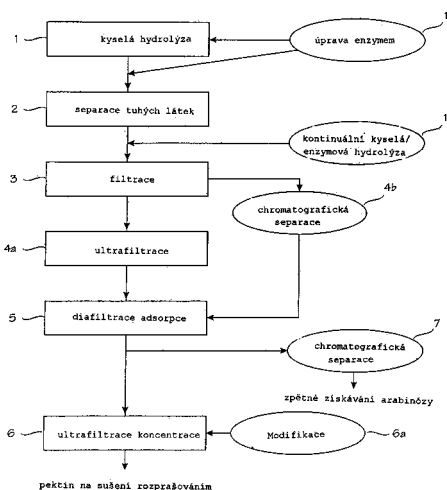 1
kyselá hydrolýza
úprava enzymem
1
2
separace tuhých látek
kontinuální kyselá/
enzymová hydrolýza
1
3
filtrace
4b
chromatografická
separace
4a
ultrafiltrace
5
diafiltrace adsorpce
7
chromatografická
separace
zpětné získávání arabinózy
6
ultrafiltrace koncentrace
Modifikace
6a
pektin na sušení rozprašováním